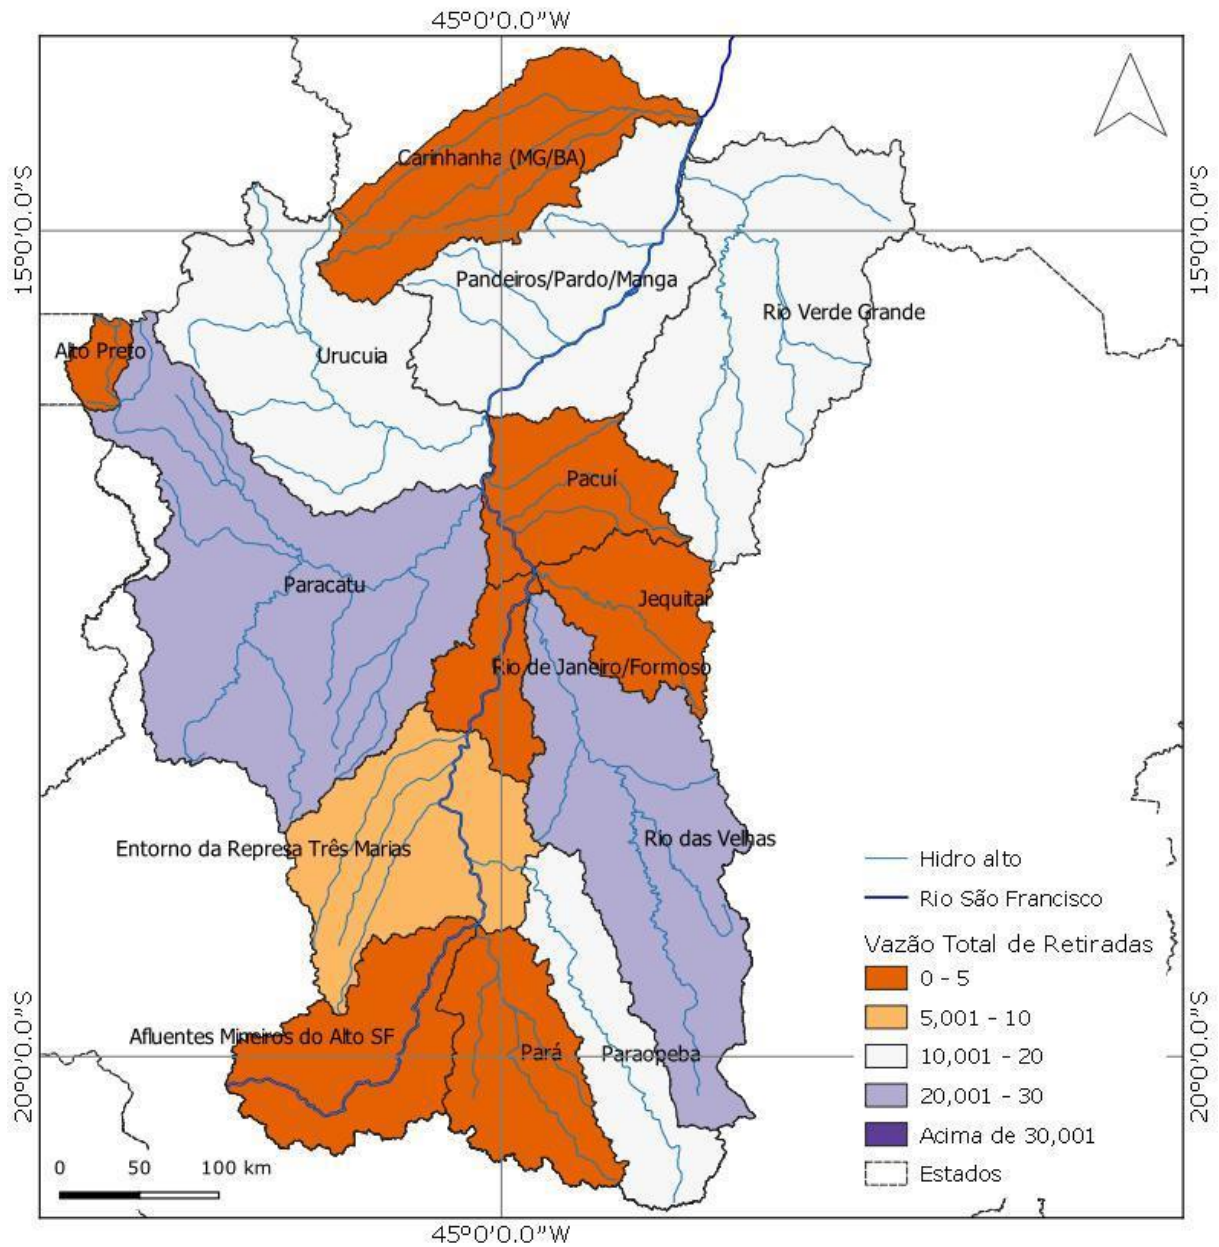 45°0'0.0"W
15°0'0.0"S
15°0'0.0"S
Carinhanha (MG/BA)
Pandeiros/Pardo/Manga
Rio Verde Grande
Alto Preto
Urucuia
Pacuí
Paracatu
Jequitaí
Rio de Janeiro/Formoso
Rio das Velhas
Entorno da Represa Três Marias
Afluentes Mineiros do Alto SF
Pará
Paraopeba
20°0'0.0"S
20°0'0.0"S
Hidro alto
Rio São Francisco
Vazão Total de Retiradas
0 - 5
5,001 - 10
10,001 - 20
20,001 - 30
Acima de 30,001
Estados
0 50 100 km
45°0'0.0"W